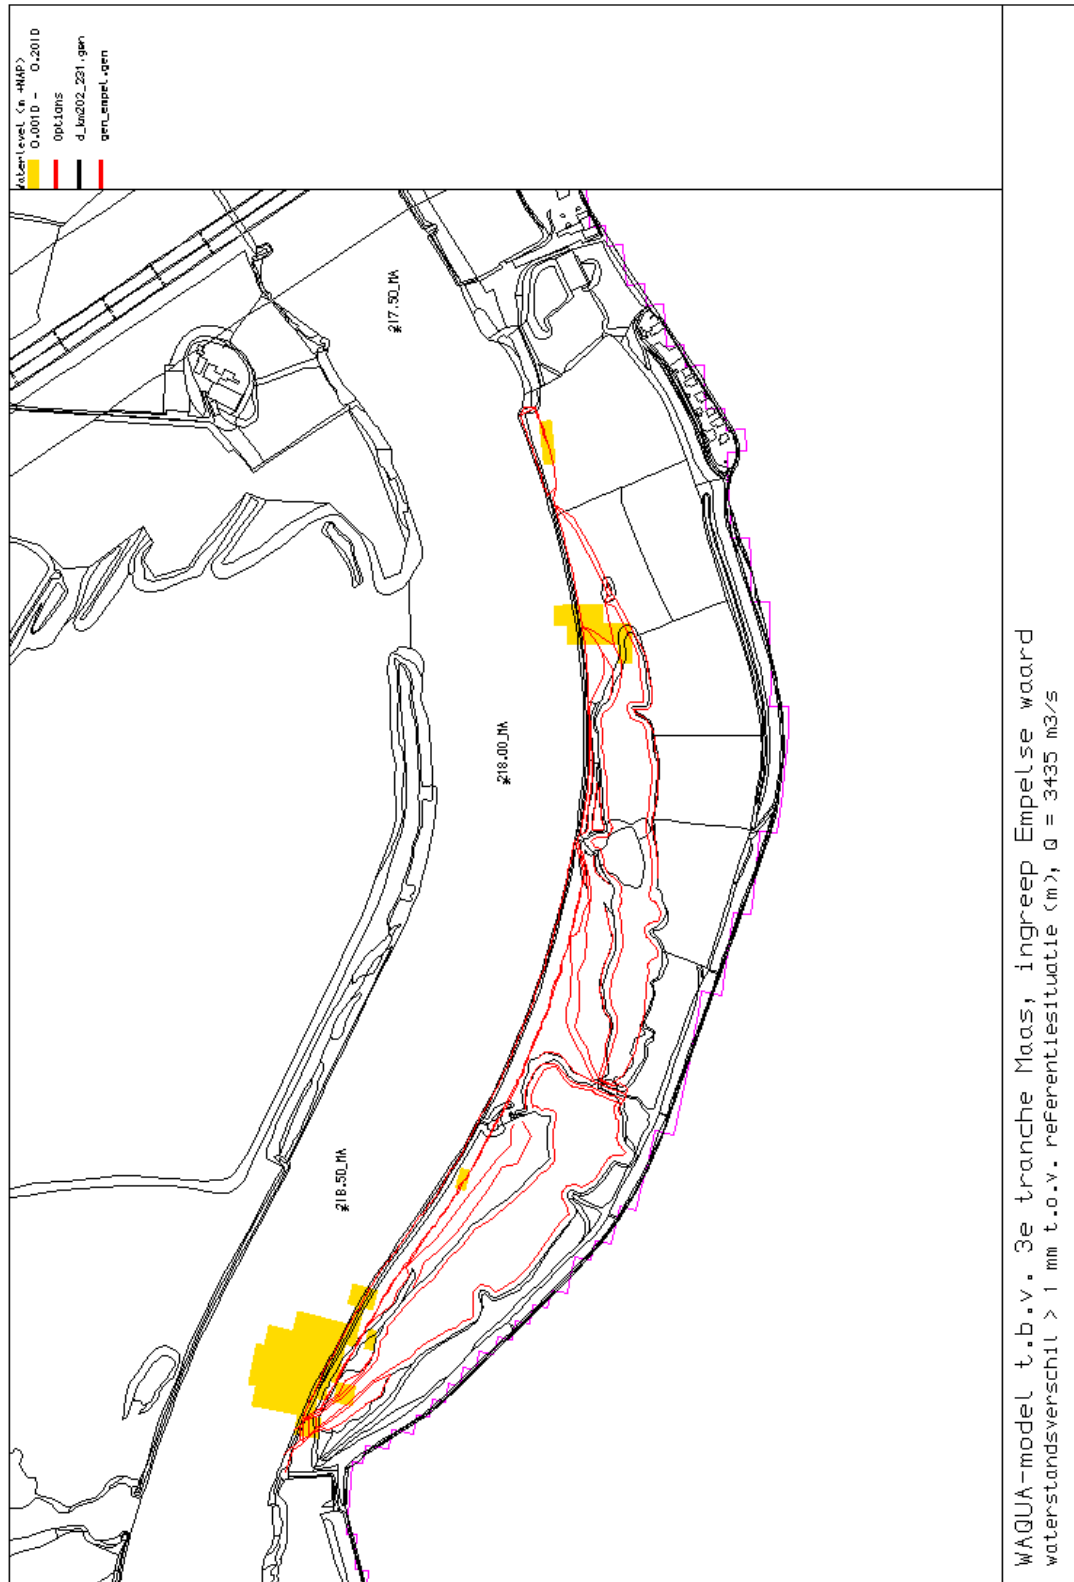 Waterlevel (m +NAP)
0.0010 - 0.2010
Options
d_km202_231.gen
gen_empel.gen
217.50_MA
218.00_MA
218.50_MA
WAQUA-model t.b.v. 3e tranche Maas, ingreep Empelse waard
waterstandsverschil > 1 mm t.o.v. referentiesituatie (m), Q = 3435 m3/s